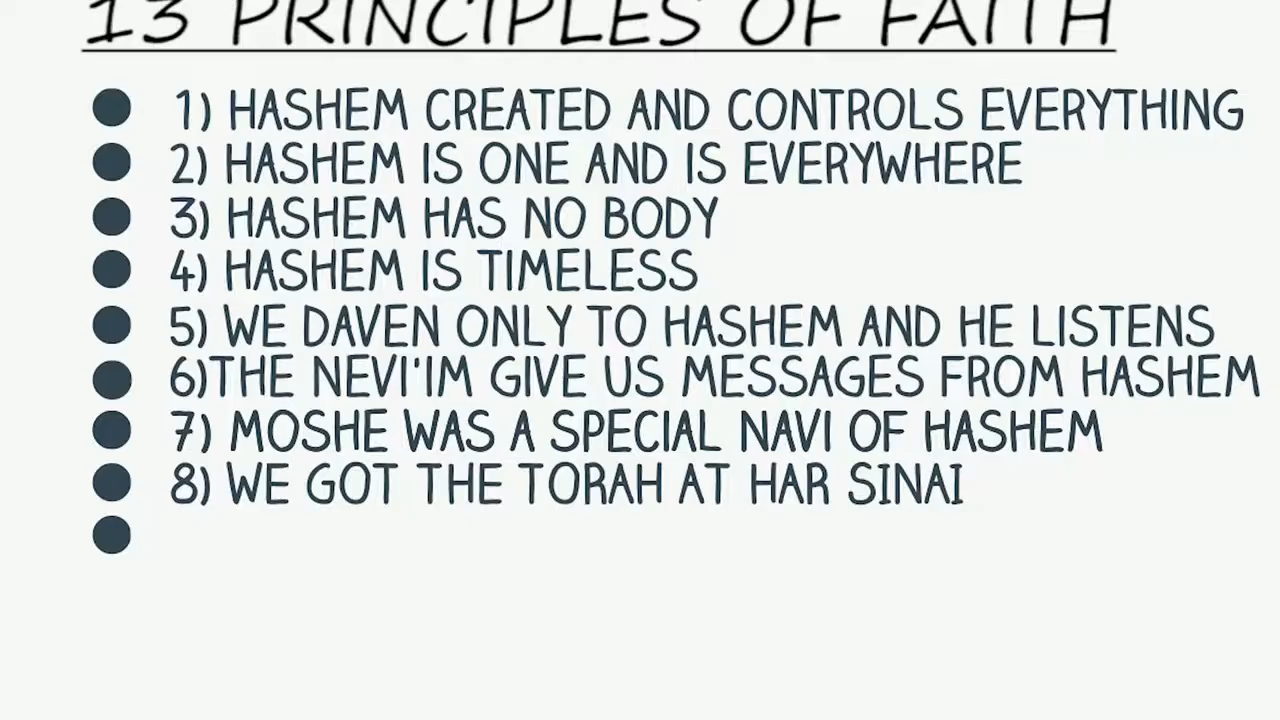 13 PRINCIPLES OF FAITH
1) HASHEM CREATED AND CONTROLS EVERYTHING
2) HASHEM IS ONE AND IS EVERYWHERE
3) HASHEM HAS NO BODY
4) HASHEM IS TIMELESS
5) WE DAVEN ONLY TO HASHEM AND HE LISTENS
6)THE NEVI'IM GIVE US MESSAGES FROM HASHEM
7) MOSHE WAS A SPECIAL NAVI OF HASHEM
8) WE GOT THE TORAH AT HAR SINAI